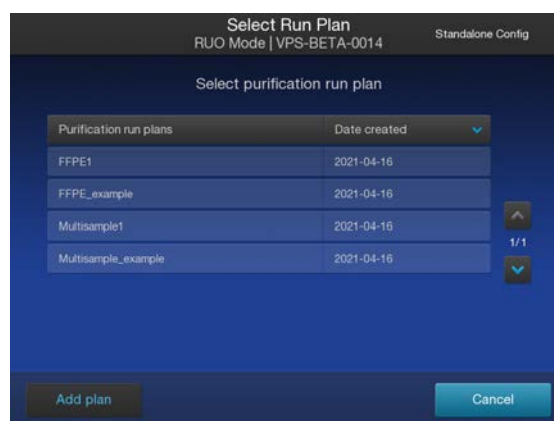 Select Run Plan
RUO Mode | VPS-BETA-0014
Standalone Config
Select purification run plan
Purification run plans Date created
FFPE1 2021-04-16
FFPE_example 2021-04-16
Multisample1 2021-04-16
Multisample_example 2021-04-16
1/1
Add plan Cancel